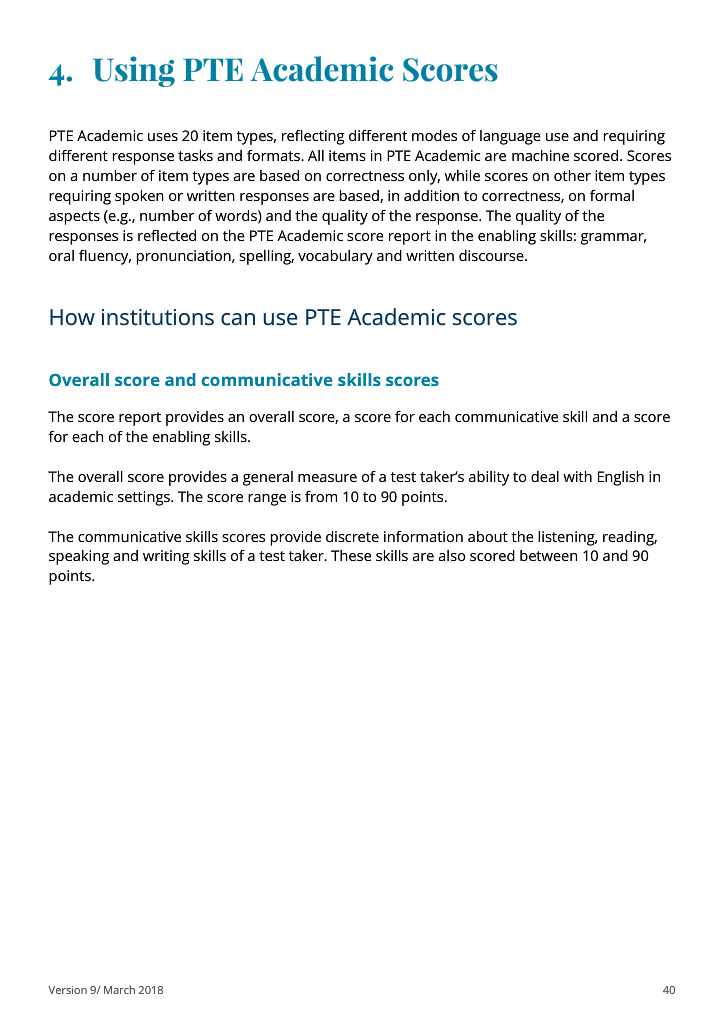 4. Using PTE Academic Scores
PTE Academic uses 20 item types, reflecting different modes of language use and requiring
different response tasks and formats. All items in PTE Academic are machine scored. Scores
on a number of item types are based on correctness only, while scores on other item types
requiring spoken or written responses are based, in addition to correctness, on formal
aspects (e.g., number of words) and the quality of the response. The quality of the
responses is reflected on the PTE Academic score report in the enabling skills: grammar,
oral fluency, pronunciation, spelling, vocabulary and written discourse.
How institutions can use PTE Academic scores
Overall score and communicative skills scores
The score report provides an overall score, a score for each communicative skill and a score
for each of the enabling skills.
The overall score provides a general measure of a test taker’s ability to deal with English in
academic settings. The score range is from 10 to 90 points.
The communicative skills scores provide discrete information about the listening, reading,
speaking and writing skills of a test taker. These skills are also scored between 10 and 90
points.
Version 9/ March 2018 40